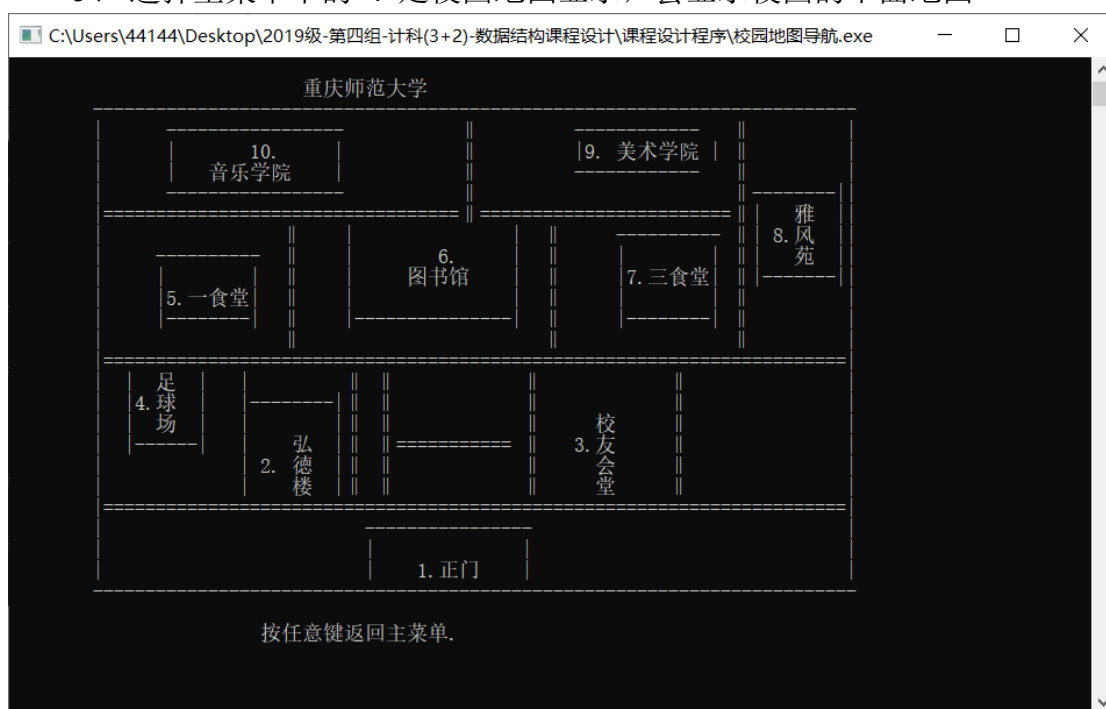 C:\Users\44144\Desktop\2019级-第四组-计科(3+2)-数据结构课程设计\课程设计程序\校园地图导航.exe
重庆师范大学
10.
音乐学院
9. 美术学院
8.雅风苑
6.
图书馆
7.三食堂
5.一食堂
4.足球场
2. 弘德楼
3.校友会堂
1.正门
按任意键返回主菜单.